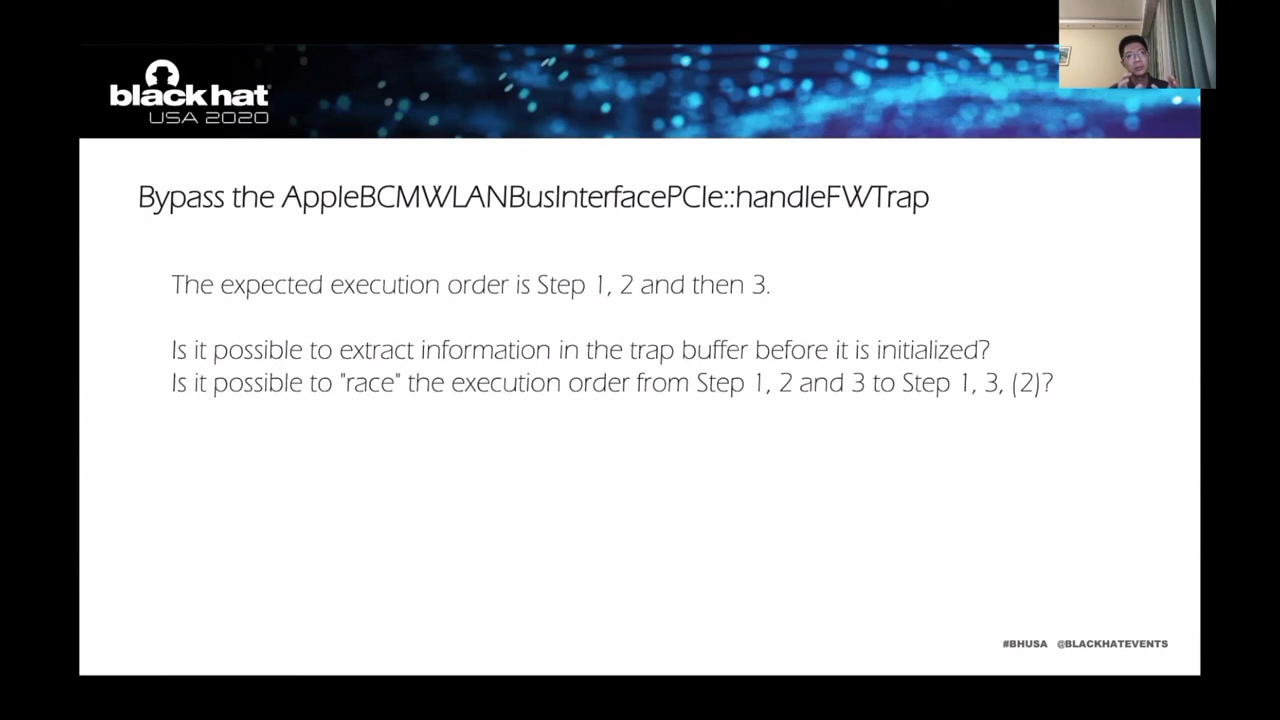 black hat
USA 2020
Bypass the AppleBCMWLANBusInterfacePCIe::handleFWTrap
The expected execution order is Step 1, 2 and then 3.
Is it possible to extract information in the trap buffer before it is initialized?
Is it possible to "race" the execution order from Step 1, 2 and 3 to Step 1, 3, (2)?
#BHUSA @BLACKHATEVENTS